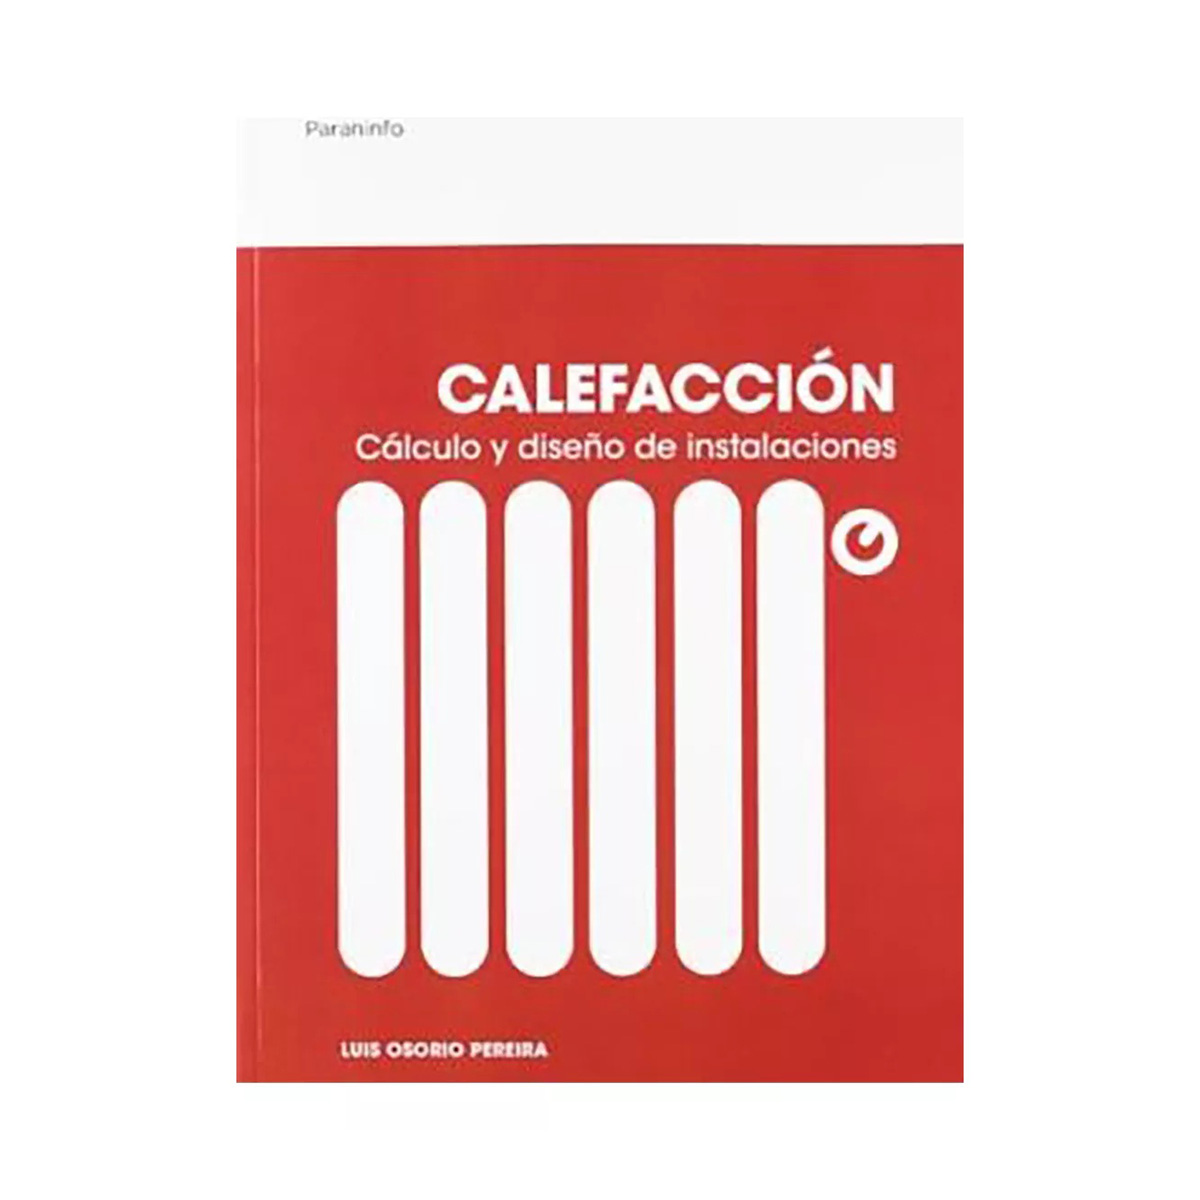 Paraninfo
CALEFACCIÓN
Cálculo y diseño de instalaciones
LUIS OSORIO PEREIRA